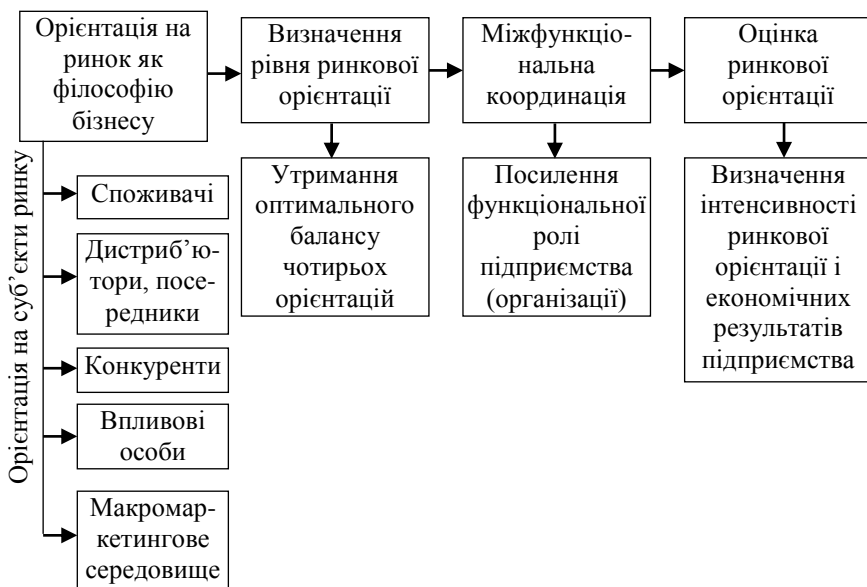 Орієнтація на
ринок як
філософію
бізнесу
Визначення
рівня ринкової
орієнтації
Міжфункціо-
нальна
координація
Оцінка
ринкової
орієнтації
Орієнтація на суб’єкти ринку
Споживачі
Дистриб’ю-
тори, посе-
редники
Конкуренти
Впливові
особи
Макромар-
кетингове
середовище
Утримання
оптимального
балансу
чотирьох
орієнтацій
Посилення
функціональної
ролі
підприємства
(організації)
Визначення
інтенсивності
ринкової
орієнтації і
економічних
результатів
підприємства